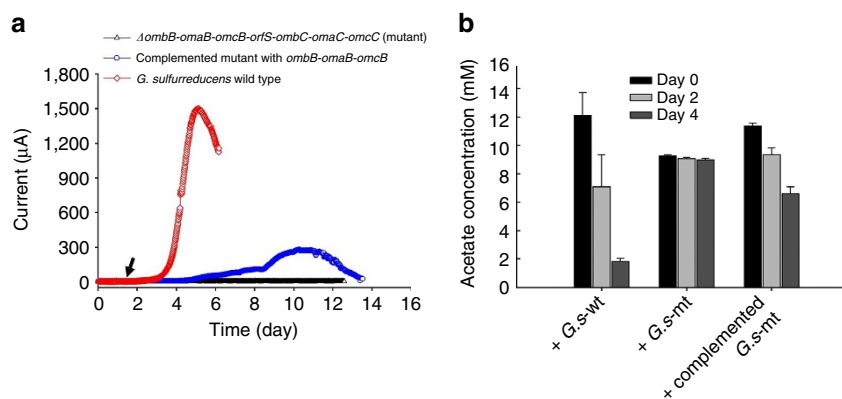 a
ΔombB-omaB-omcB-orfS-ombC-omaC-omcC (mutant)
Complemented mutant with ombB-omaB-omcB
G. sulfurreducens wild type
1,800
1,500
1,200
900
600
300
0
Current (µA)
0 2 4 6 8 10 12 14 16
Time (day)
b
Day 0
Day 2
Day 4
14
12
10
8
6
4
2
0
Acetate concentration (mM)
+ G.s-wt
+ G.s-mt
+ complemented
G.s-mt